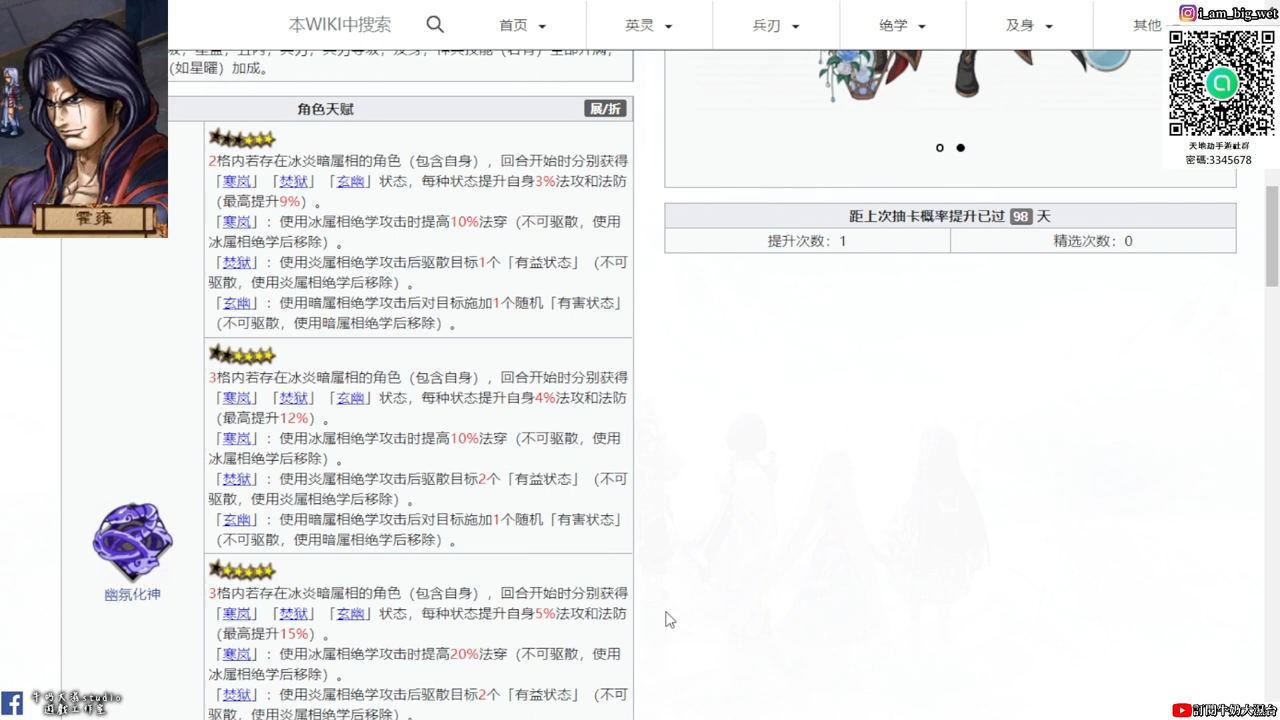 本WIKI中搜索
首页
英灵
兵刃
绝学
及身
其他
i_am_big_wet
(如星曜)加成。
角色天赋
展/折
2格内若存在冰炎暗属相的角色（包含自身），回合开始时分别获得
「寒岚」「焚狱」「玄幽」状态，每种状态提升自身3%法攻和法防
(最高提升9%）。
「寒岚」：使用冰属相绝学攻击时提高10%法穿（不可驱散，使用
冰属相绝学后移除）。
「焚狱」：使用炎属相绝学攻击后驱散目标1个「有益状态」（不可
驱散，使用炎属相绝学后移除）。
「玄幽」：使用暗属相绝学攻击后对目标施加1个随机「有害状态」
（不可驱散，使用暗属相绝学后移除）。
3格内若存在冰炎暗属相的角色（包含自身），回合开始时分别获得
「寒岚」「焚狱」「玄幽」状态，每种状态提升自身4%法攻和法防
(最高提升12%）。
「寒岚」：使用冰属相绝学攻击时提高10%法穿（不可驱散，使用
冰属相绝学后移除）。
「焚狱」：使用炎属相绝学攻击后驱散目标2个「有益状态」（不可
驱散，使用炎属相绝学后移除）。
「玄幽」：使用暗属相绝学攻击后对目标施加1个随机「有害状态」
（不可驱散，使用暗属相绝学后移除）。
幽氛化神
3格内若存在冰炎暗属相的角色（包含自身），回合开始时分别获得
「寒岚」「焚狱」「玄幽」状态，每种状态提升自身5%法攻和法防
(最高提升15%）。
「寒岚」：使用冰属相绝学攻击时提高20%法穿（不可驱散，使用
冰属相绝学后移除）。
「焚狱」：使用炎属相绝学攻击后驱散目标2个「有益状态」（不可
驱散，使用炎属相绝学后移除）。
距上次抽卡概率提升已过 98 天
提升次数：1
精选次数：0
天地劫手游社群
密碼:3345678
霍雍
訂閱牛奶大混台